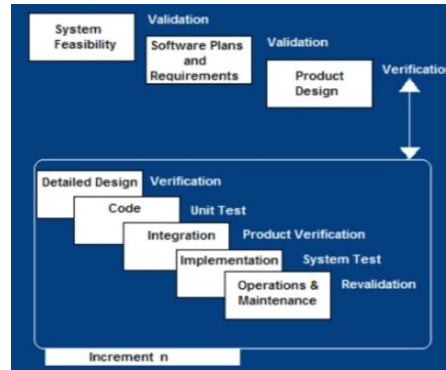 System
Feasibility
Validation
Software Plans
and
Requirements
Validation
Product
Design
Verification
Detailed Design
Verification
Code
Unit Test
Integration
Product Verification
Implementation
System Test
Operations &
Maintenance
Revalidation
Increment n